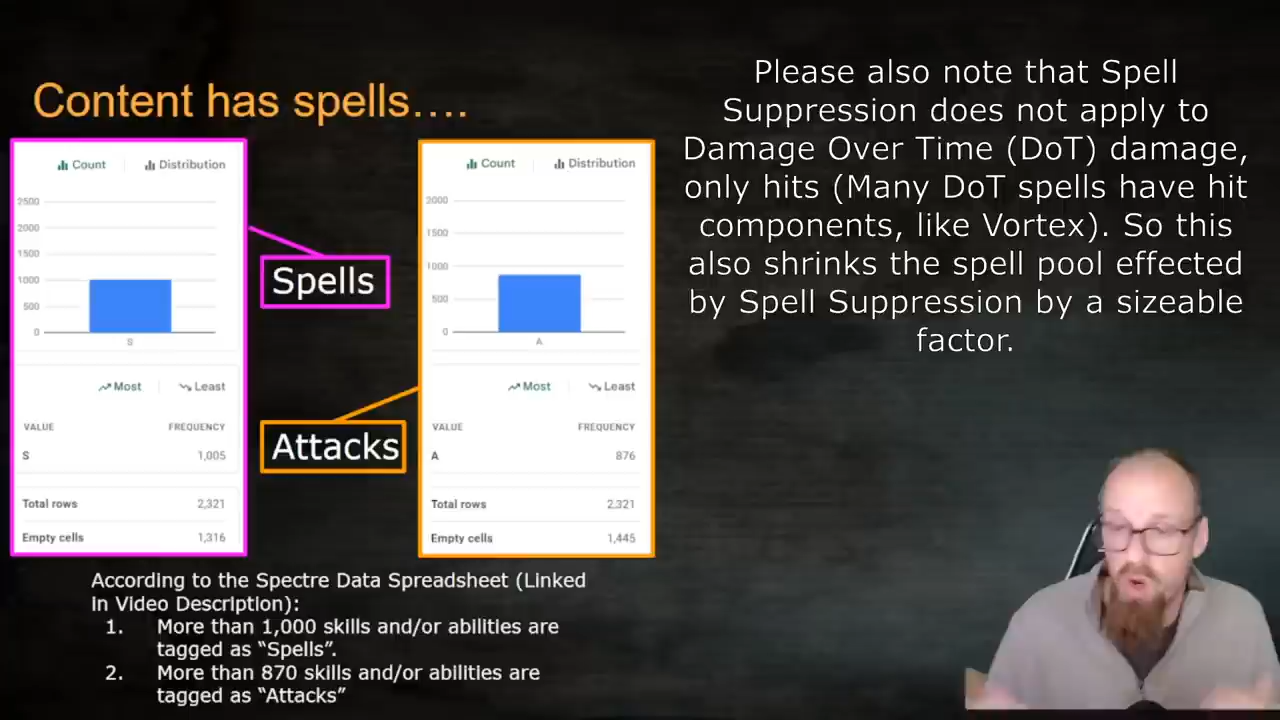 Content has spells....
Count
Distribution
2500
2000
1500
1000
500
0
S
Most
Least
VALUE
FREQUENCY
S
1,005
Total rows
2,321
Empty cells
1,316
Spells
Attacks
Count
Distribution
2000
1500
1000
500
0
A
Most
Least
VALUE
FREQUENCY
A
876
Total rows
2,321
Empty cells
1,445
According to the Spectre Data Spreadsheet (Linked
in Video Description):
1. More than 1,000 skills and/or abilities are
tagged as “Spells”.
2. More than 870 skills and/or abilities are
tagged as “Attacks”
Please also note that Spell
Suppression does not apply to
Damage Over Time (DoT) damage,
only hits (Many DoT spells have hit
components, like Vortex). So this
also shrinks the spell pool effected
by Spell Suppression by a sizeable
factor.